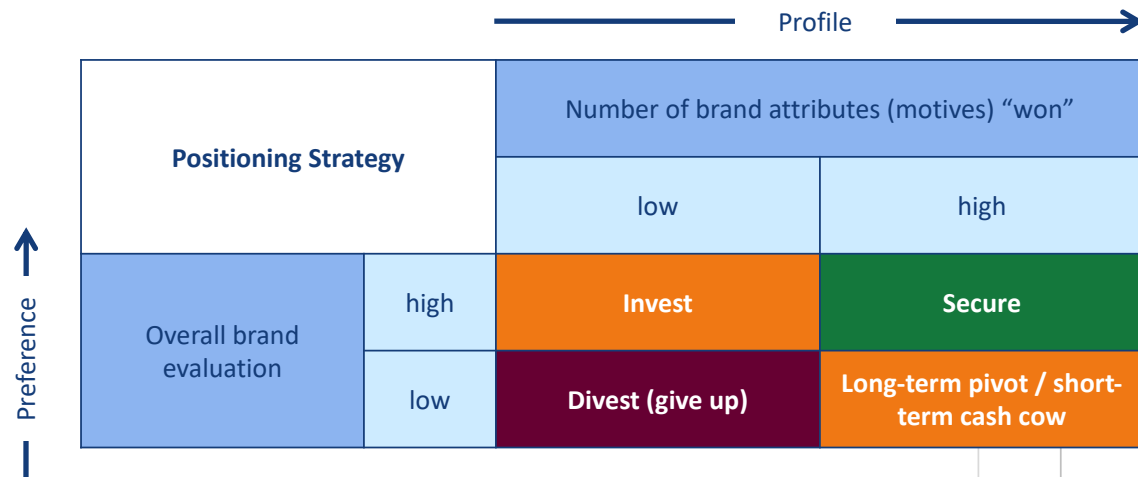 Profile
Number of brand attributes (motives) “won”
Positioning Strategy
low
high
Preference
Overall brand
evaluation
high
Invest
Secure
low
Divest (give up)
Long-term pivot / short-
term cash cow